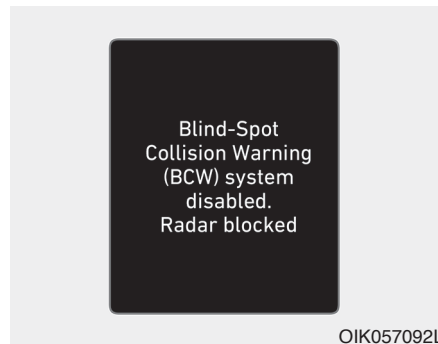 Blind-Spot
Collision Warning
(BCW) system
disabled.
Radar blocked
OIK057092L